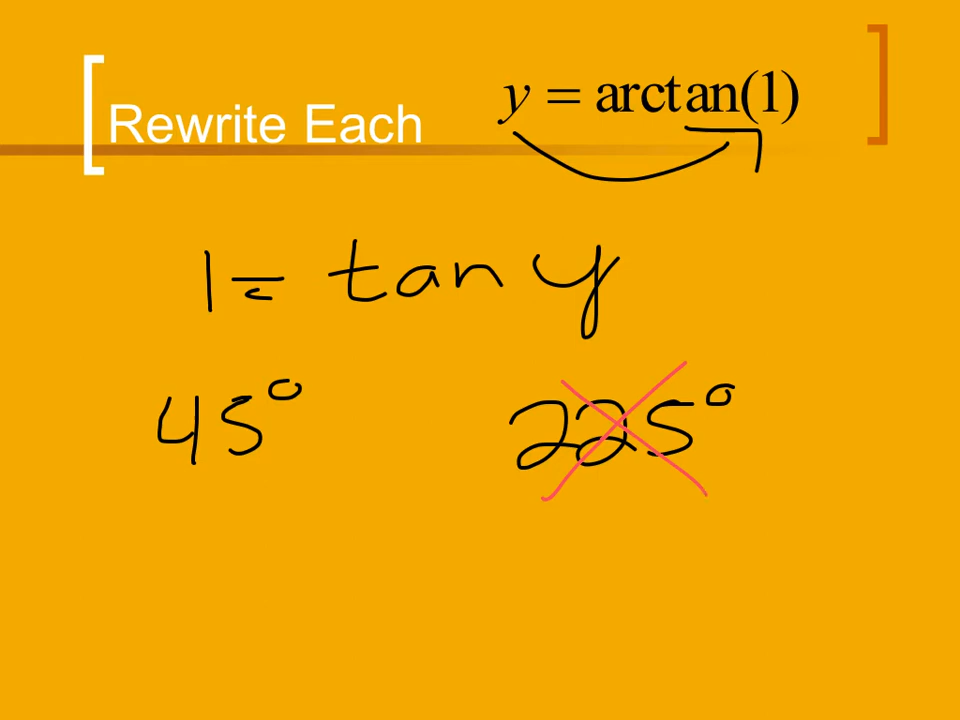 Rewrite Each
y = arctan(1)
1 = tan y
45° 225°